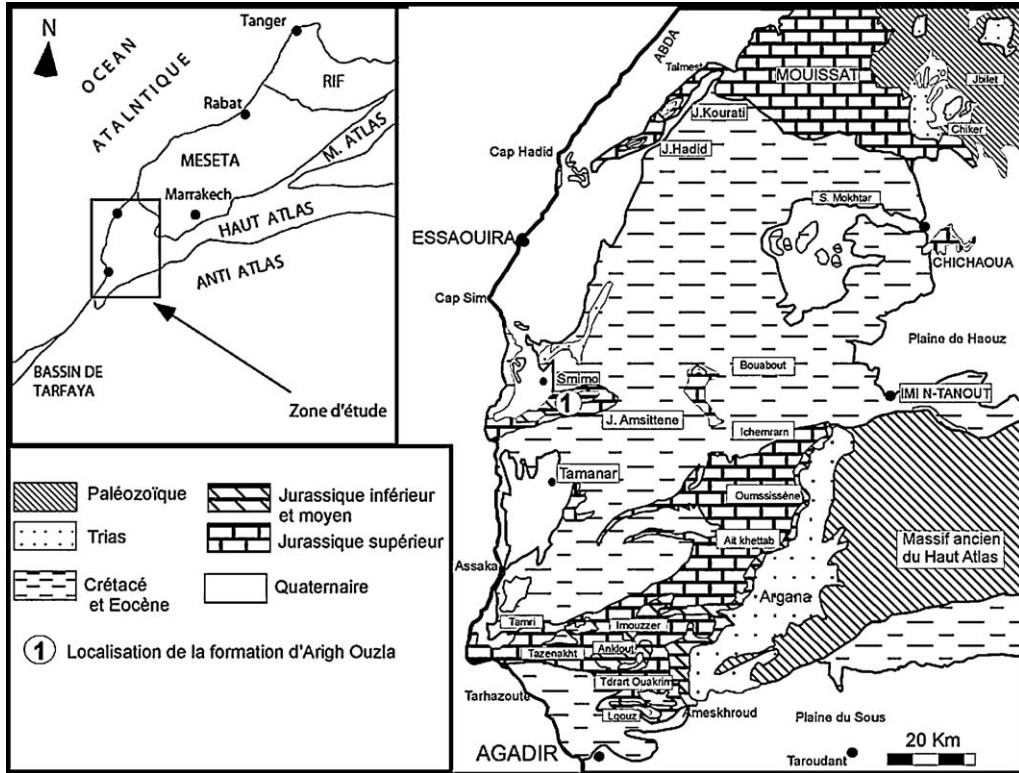 N
OCEAN
ATALNTIQUE
Tanger
RIF
Rabat
M. ATLAS
MESETA
Marrakech
HAUT ATLAS
ANTI ATLAS
BASSIN DE
TARFAYA
Zone d'étude
Paléozoïque
Trias
Crétacé
et Eocène
Jurassique inférieur
et moyen
Jurassique supérieur
Quaternaire
1 Localisation de la formation d'Arigh Ouzla
ABDA
Talmest
MOUISSAT
Jbilet
Chiker
J.Kourati
J.Hadid
Cap Hadid
S. Mokhtar
ESSAOUIRA
CHICHAOUA
Cap Sim
Plaine de Haouz
Bouabout
Smimo
1
IMI N-TANOUT
J. Amsittene
Ichemrarn
Tamanar
Oumssissène
Ait khettab
Massif ancien
du Haut Atlas
Assaka
Argana
Tamri
Imouzzer
Tazenakht
Anklout
Tdrart Ouakrim
Tarhazoute
Lgouz
Ameskhroud
Plaine du Sous
AGADIR
Taroudant
20 Km